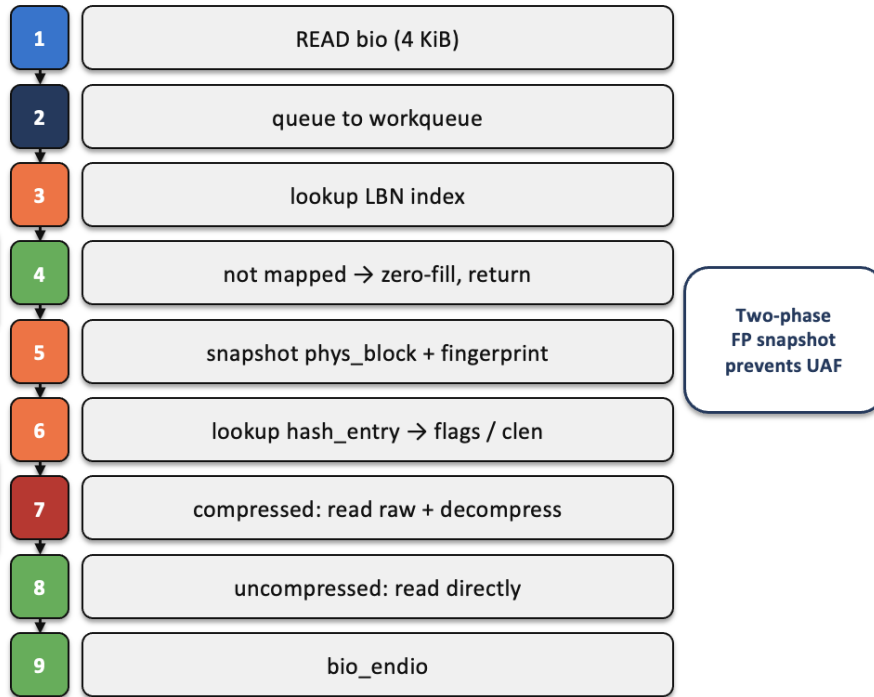 1
READ bio (4 KiB)
2
queue to workqueue
3
lookup LBN index
4
not mapped → zero-fill, return
5
snapshot phys_block + fingerprint
6
lookup hash_entry → flags / clen
7
compressed: read raw + decompress
8
uncompressed: read directly
9
bio_endio
Two-phase
FP snapshot
prevents UAF